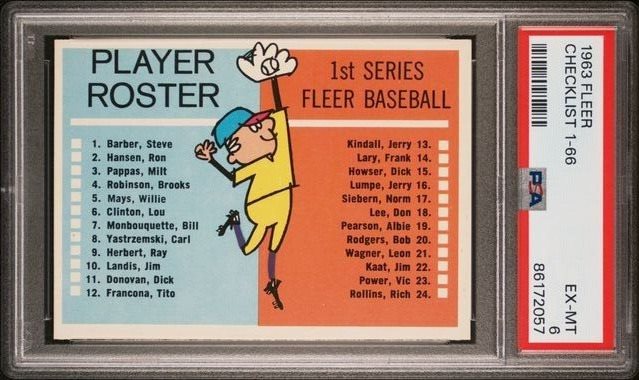 PLAYER
ROSTER
1. Barber, Steve
2. Hansen, Ron
3. Pappas, Milt
4. Robinson, Brooks
5. Mays, Willie
6. Clinton, Lou
7. Monbouquette, Bill
8. Yastrzemski, Carl
9. Herbert, Ray
10. Landis, Jim
11. Donovan, Dick
12. Francona, Tito
1st SERIES
FLEER BASEBALL
Kindall, Jerry 13.
Lary, Frank 14.
Howser, Dick 15.
Lumpe, Jerry 16.
Siebern, Norm 17.
Lee, Don 18.
Pearson, Albie 19.
Rodgers, Bob 20.
Wagner, Leon 21.
Kaat, Jim 22.
Power, Vic 23.
Rollins, Rich 24.
1963 FLEER
CHECKLIST 1-66
PSA
EX-MT
6
86172057